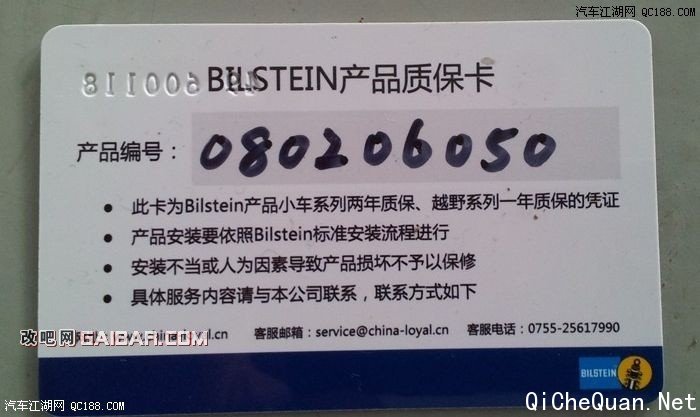 汽车江湖网 QC188.COM
BILSTEIN产品质保卡
产品编号： 080206050
• 此卡为Bilstein产品小车系列两年质保、越野系列一年质保的凭证
• 产品安装要依照Bilstein标准安装流程进行
• 安装不当或人为因素导致产品损坏不予以保修
• 具体服务内容请与本公司联系，联系方式如下
客服邮箱：service@china-loyal.cn 客服电话：0755-25617990
改吧网 GAIBAR.COM
BILSTEIN
汽车江湖网 QC188.COM
QiCheQuan.Net